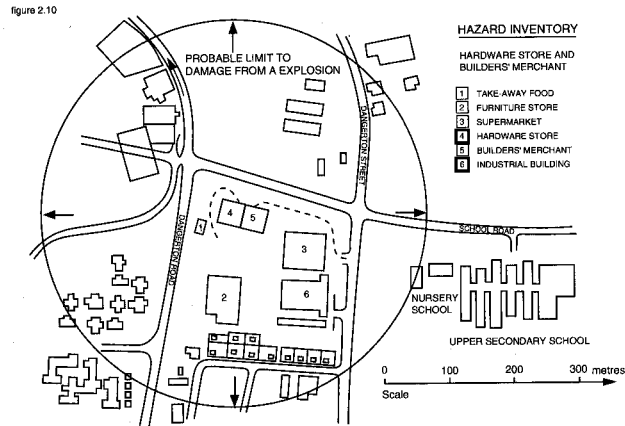 figure 2.10
HAZARD INVENTORY
HARDWARE STORE AND
BUILDERS' MERCHANT
1 TAKE-AWAY FOOD
2 FURNITURE STORE
3 SUPERMARKET
4 HARDWARE STORE
5 BUILDERS' MERCHANT
6 INDUSTRIAL BUILDING
PROBABLE LIMIT TO
DAMAGE FROM A EXPLOSION
DANGERTON STREET
DANGERTON ROAD
SCHOOL ROAD
1
4
5
3
2
6
NURSERY
SCHOOL
UPPER SECONDARY SCHOOL
0 100 200 300 metres
Scale